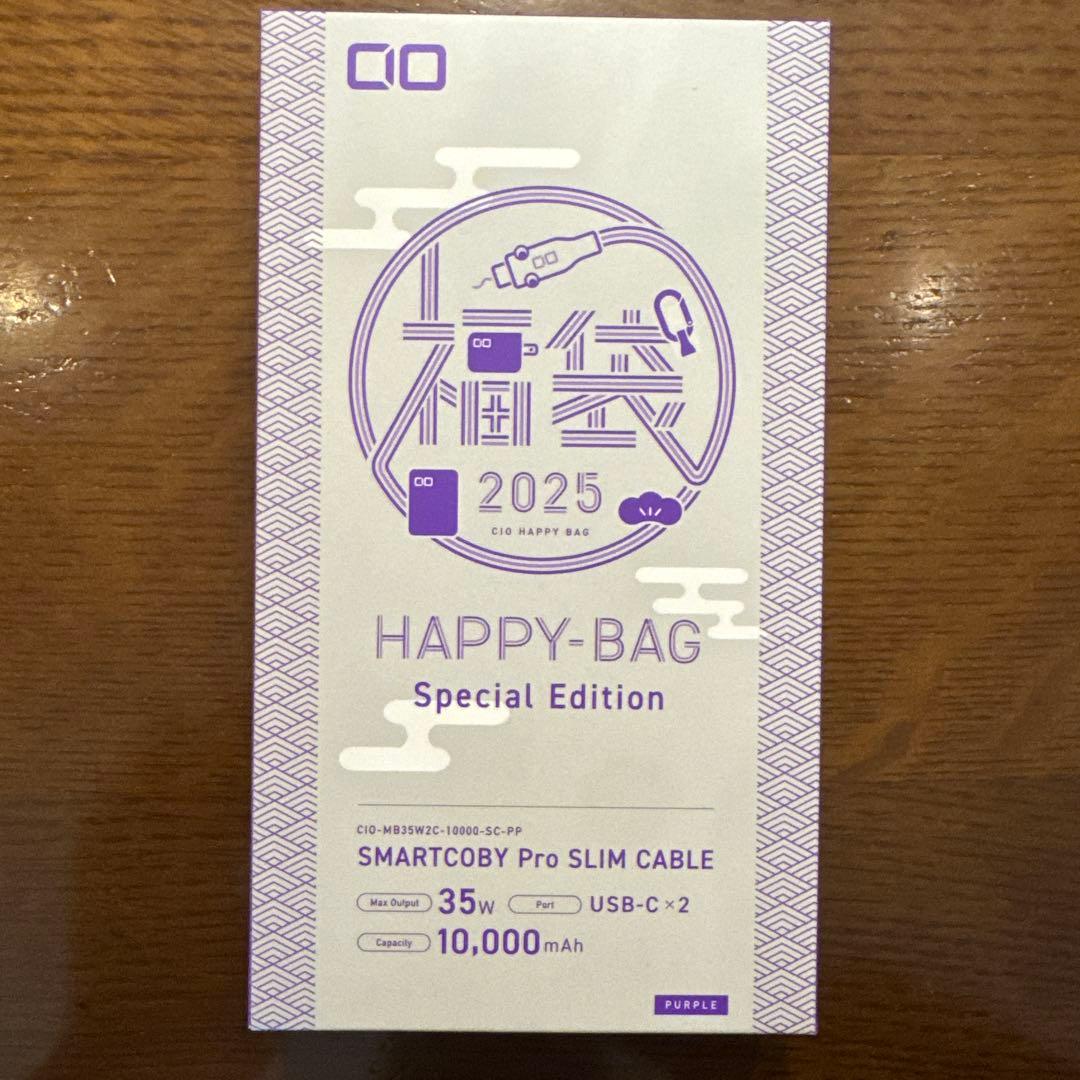 CIO
福袋
2025
CIO HAPPY BAG
HAPPY-BAG
Special Edition
CIO-MB35W2C-10000-SC-PP
SMARTCOBY Pro SLIM CABLE
Max Output 35W Port USB-C×2
Capacity 10,000mAh
PURPLE